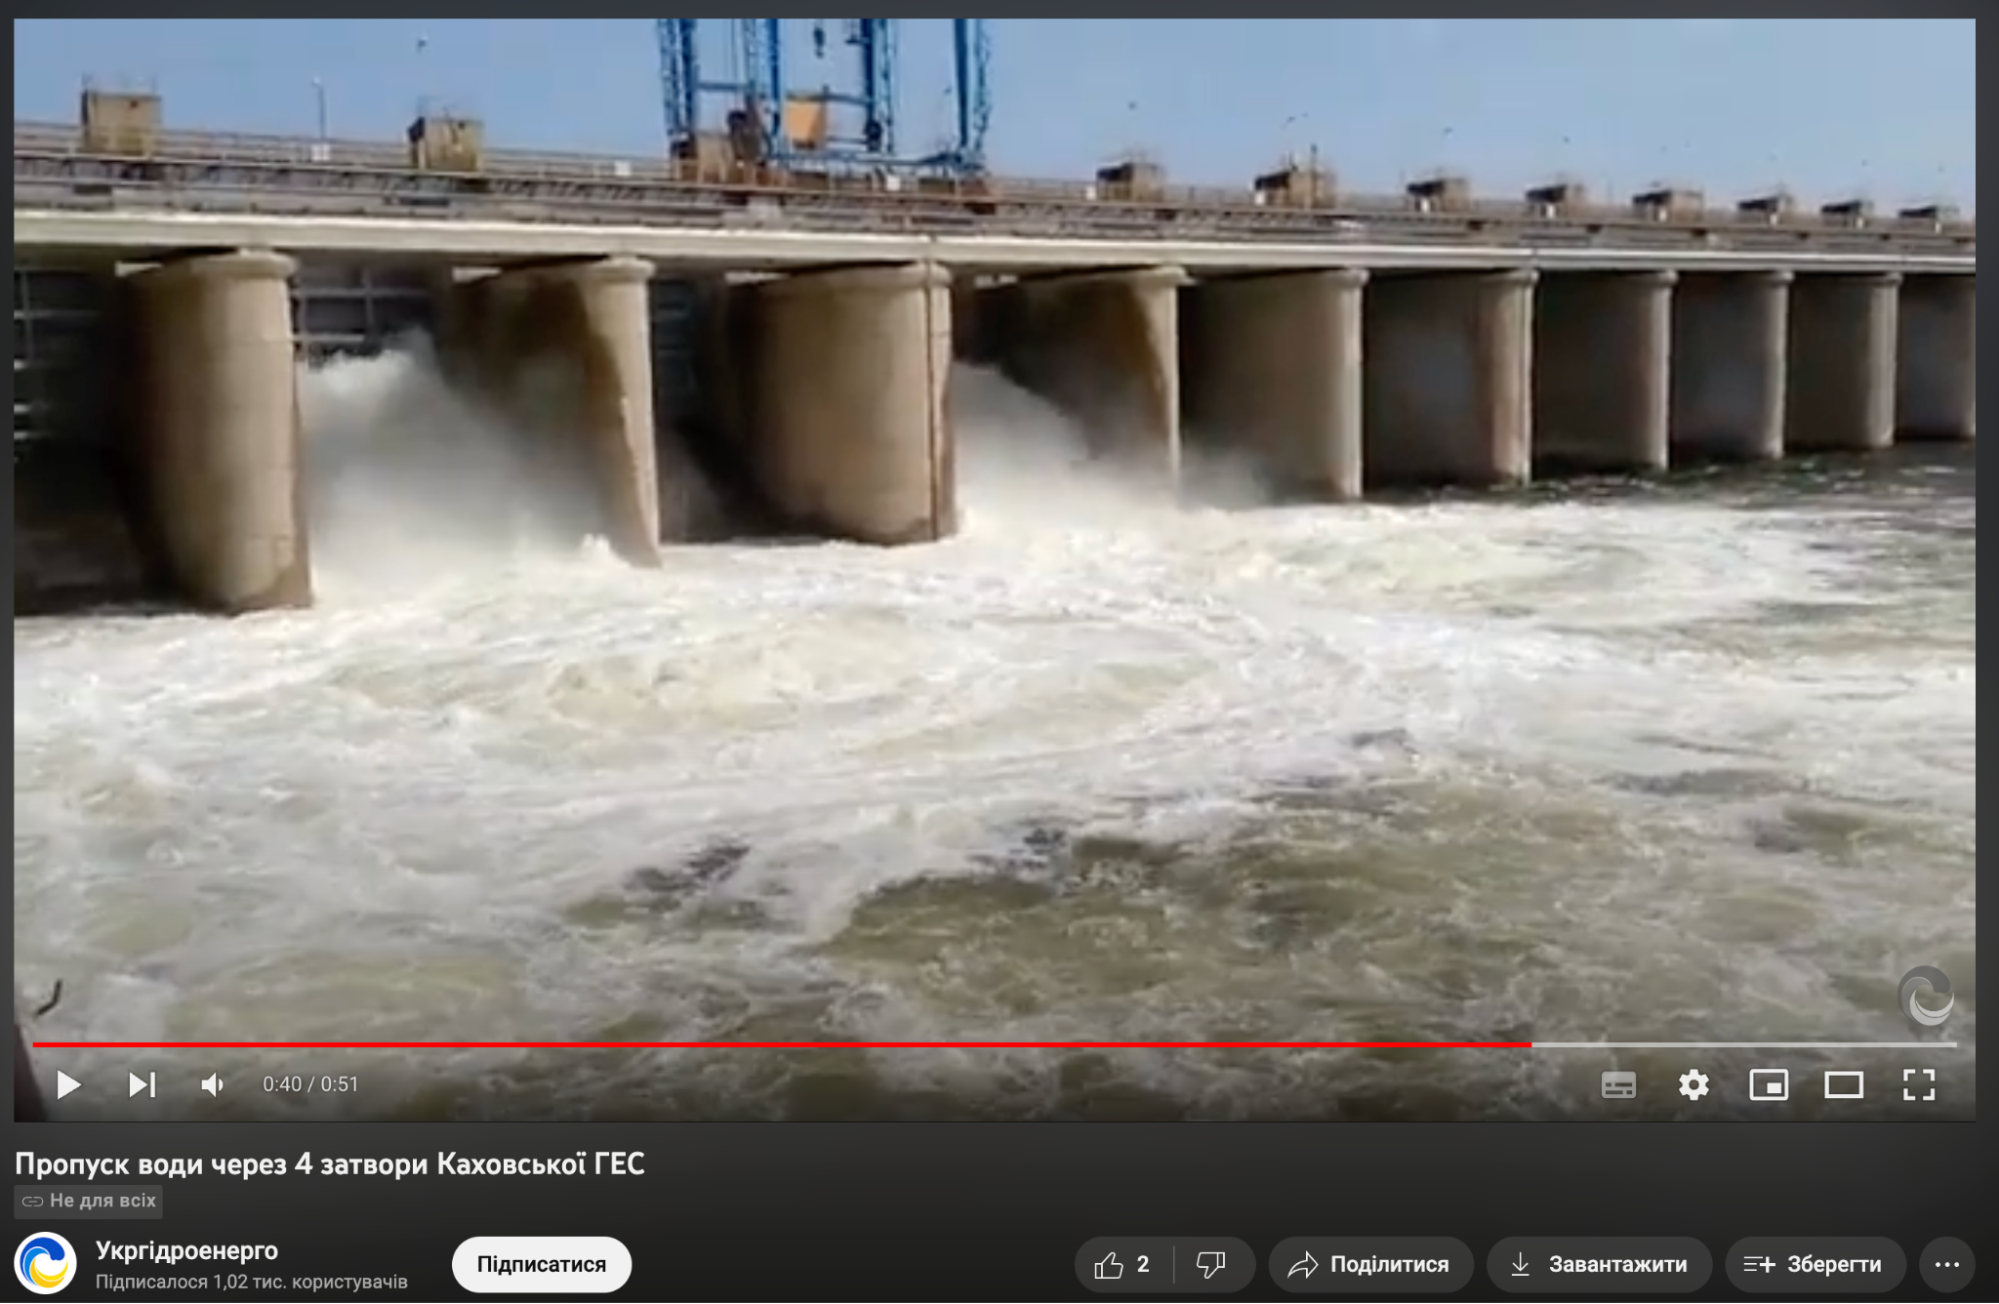 0:40 / 0:51
Пропуск води через 4 затвори Каховської ГЕС
Не для всіх
Укргідроенерго
Підписалося 1,02 тис. користувачів
Підписатися
2
Поділитися
Завантажити
Зберегти